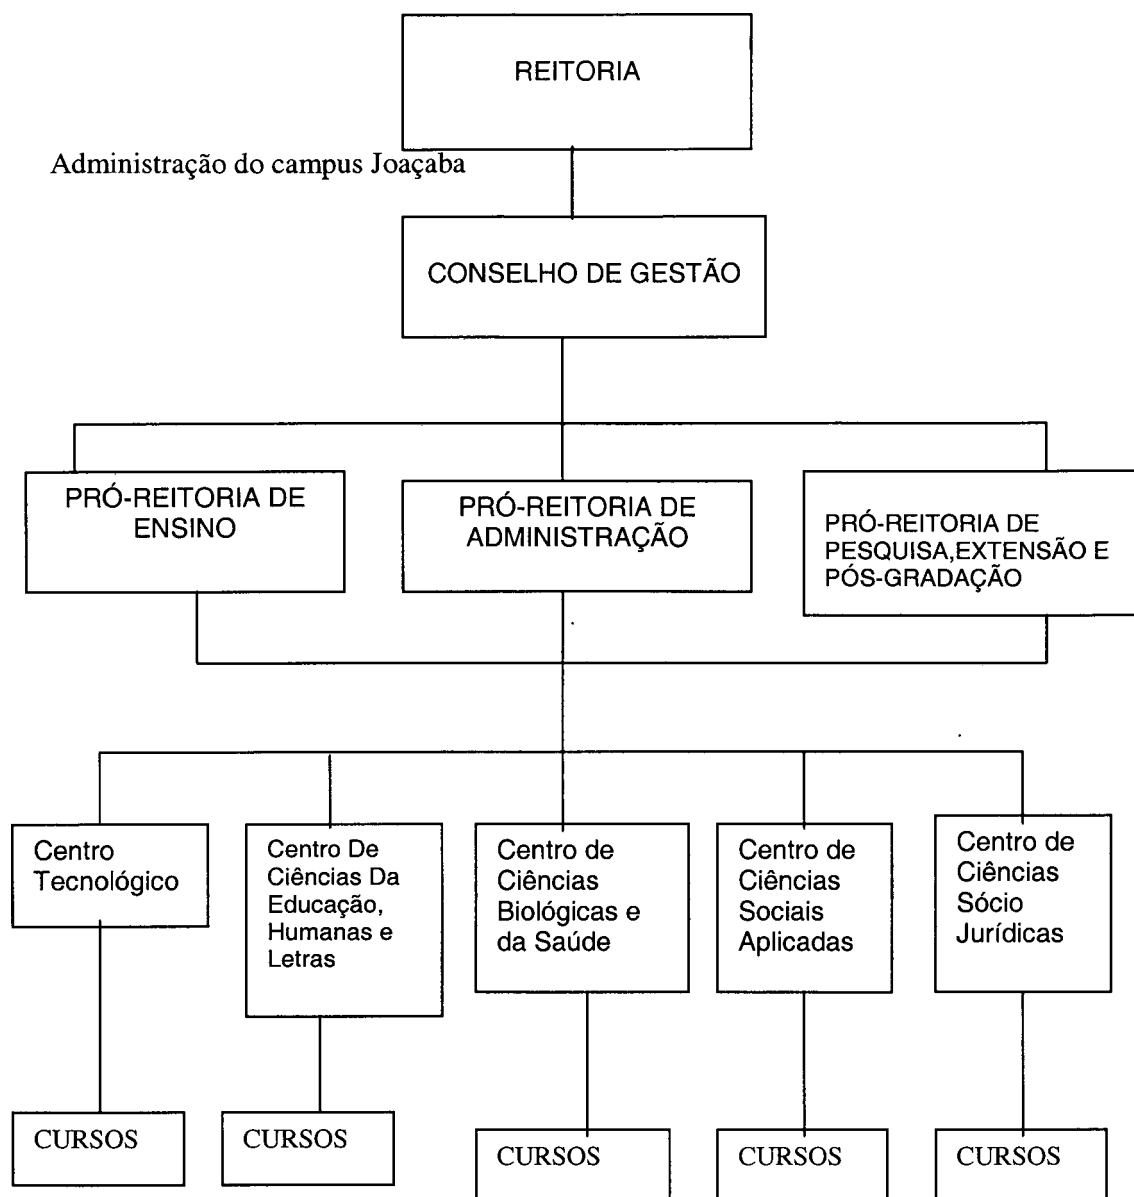 REITORIA
Administração do campus Joaçaba
CONSELHO DE GESTÃO
PRÓ-REITORIA DE
ENSINO
PRÓ-REITORIA DE
ADMINISTRAÇÃO
PRÓ-REITORIA DE
PESQUISA,EXTENSÃO E
PÓS-GRADAÇÃO
Centro
Tecnológico
Centro De
Ciências Da
Educação,
Humanas e
Letras
Centro de
Ciências
Biológicas e
da Saúde
Centro de
Ciências
Sociais
Aplicadas
Centro de
Ciências
Sócio
Jurídicas
CURSOS
CURSOS
CURSOS
CURSOS
CURSOS